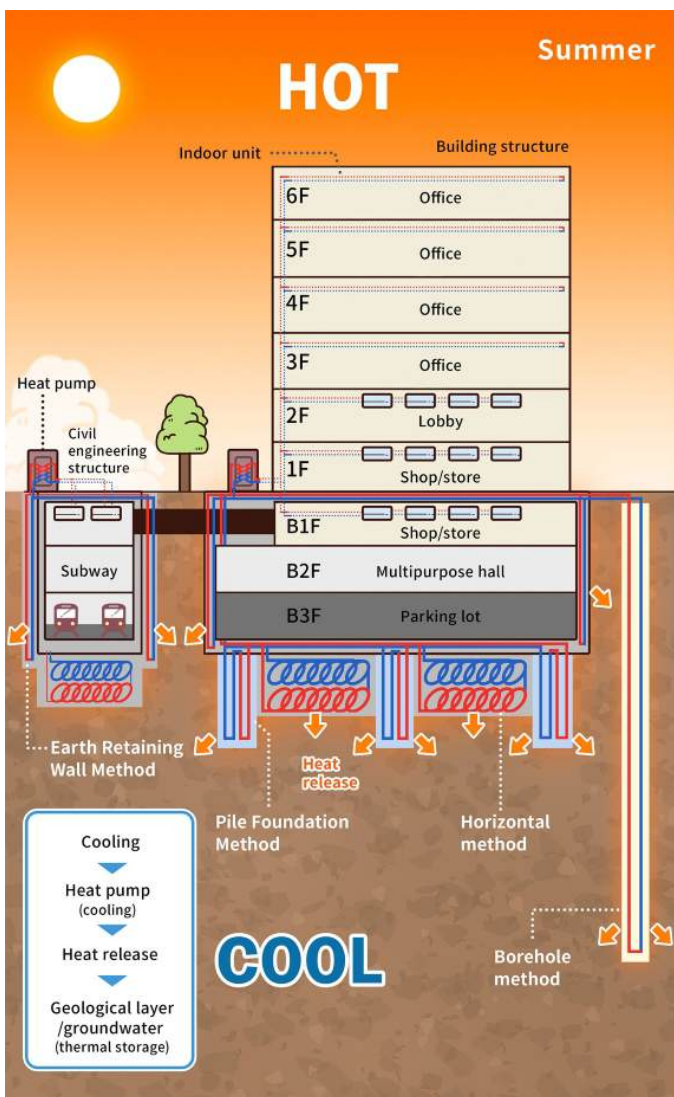 Summer
HOT
Indoor unit
Building structure
6F
Office
5F
Office
4F
Office
3F
Office
2F
Lobby
1F
Shop/store
Heat pump
Civil
engineering
structure
B1F
Shop/store
Subway
B2F
Multipurpose hall
B3F
Parking lot
Earth Retaining
Wall Method
Heat
release
Pile Foundation
Method
Horizontal
method
Cooling
Heat pump
(cooling)
Heat release
Geological layer
/groundwater
(thermal storage)
COOL
Borehole
method